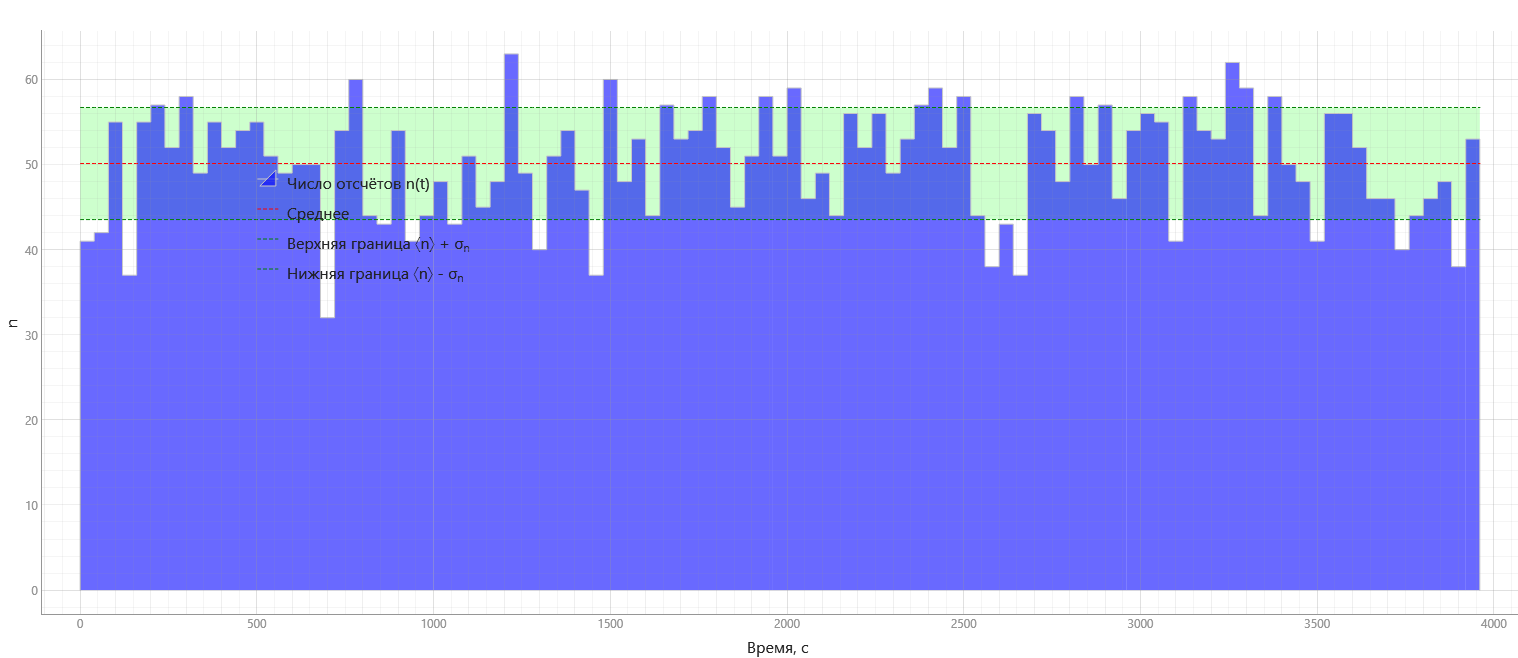 60
50
40
30
20
10
0
n
Число отсчётов n(t)
Среднее
Верхняя граница ⟨n⟩ + σₙ
Нижняя граница ⟨n⟩ - σₙ
0 500 1000 1500 2000 2500 3000 3500 4000
Время, с